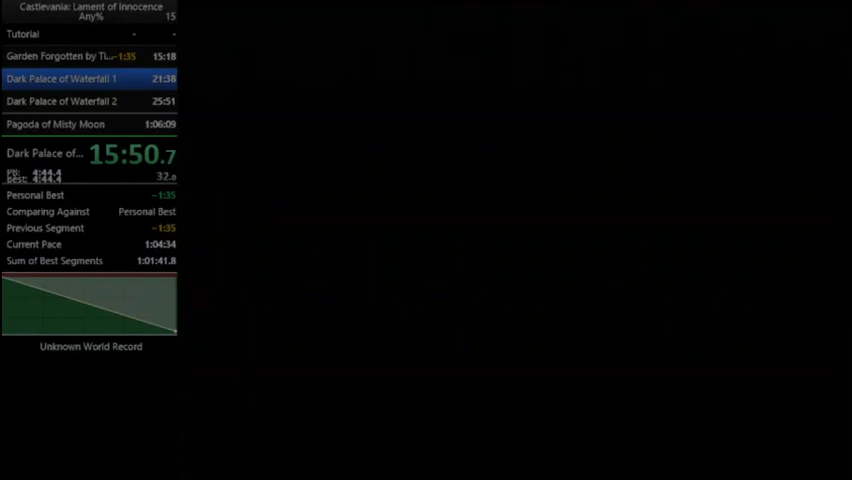 Castlevania: Lament of Innocence
Any% 15
Tutorial - -
Garden Forgotten by Ti... -1:35 15:18
Dark Palace of Waterfall 1 21:38
Dark Palace of Waterfall 2 25:51
Pagoda of Misty Moon 1:06:09
Dark Palace of... 15:50.7
PB: 4:44.4
Best: 4:44.4 32.0
Personal Best -1:35
Comparing Against Personal Best
Previous Segment -1:35
Current Pace 1:04:34
Sum of Best Segments 1:01:41.8
Unknown World Record